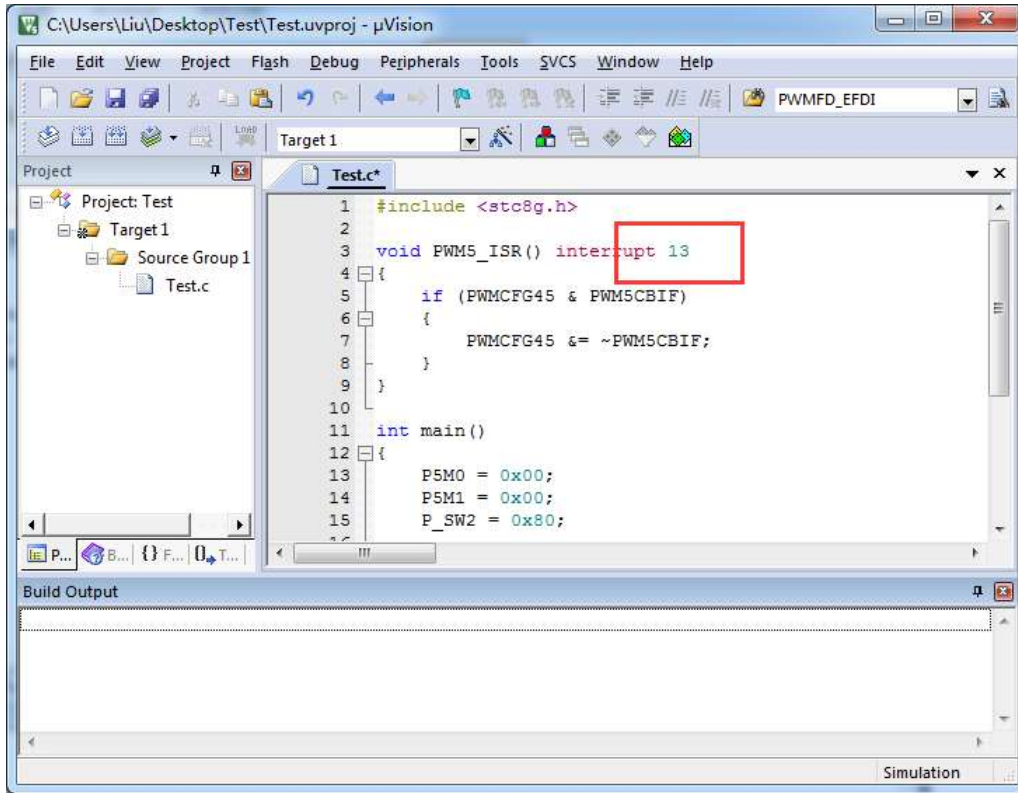 C:\Users\Liu\Desktop\Test\Test.uvproj - µVision
File Edit View Project Flash Debug Peripherals Tools SVCS Window Help
PWMFD_EFDI
LOAD Target 1
Project
Project: Test
Target 1
Source Group 1
Test.c
P... B... {} F... 0 T...
Test.c*
1 #include <stc8g.h>
2
3 void PWM5_ISR() interrupt 13
4 {
5 if (PWMCFG45 & PWM5CBIF)
6 {
7 PWMCFG45 &= ~PWM5CBIF;
8 }
9 }
10
11 int main()
12 {
13 P5M0 = 0x00;
14 P5M1 = 0x00;
15 P_SW2 = 0x80;
Build Output
Simulation